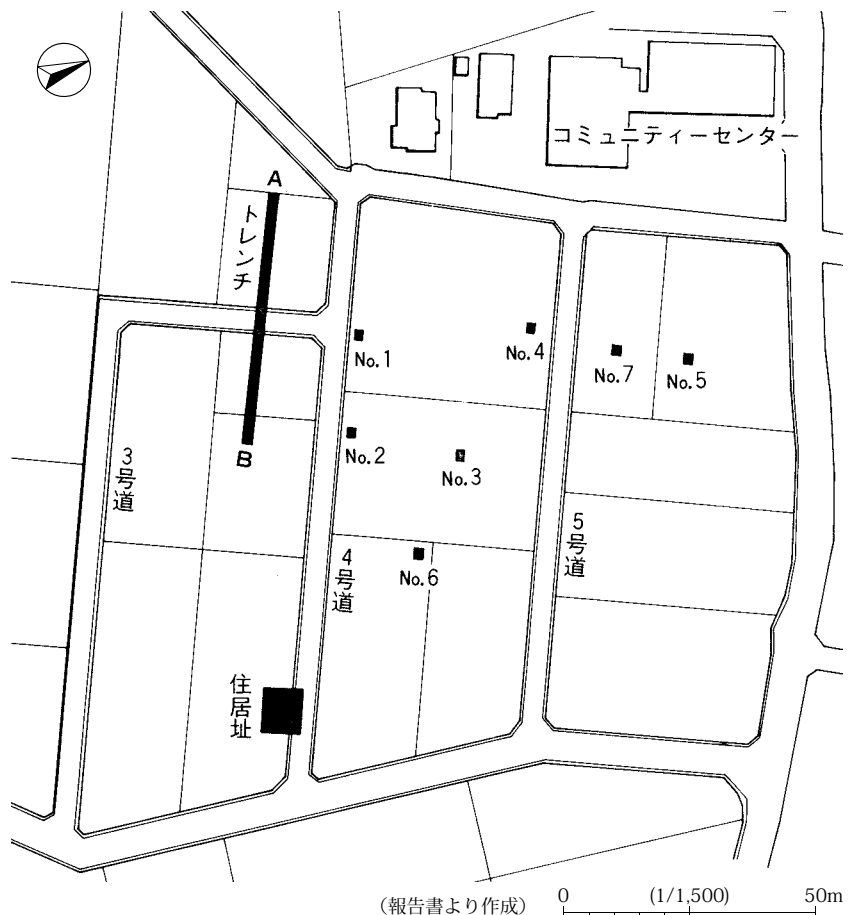 コミュニティーセンター
A
トレンチ
B
No.1
No.4
No.7
No.5
No.2
No.3
No.6
3号道
4号道
5号道
住居址
(報告書より作成)
0 (1/1,500) 50m